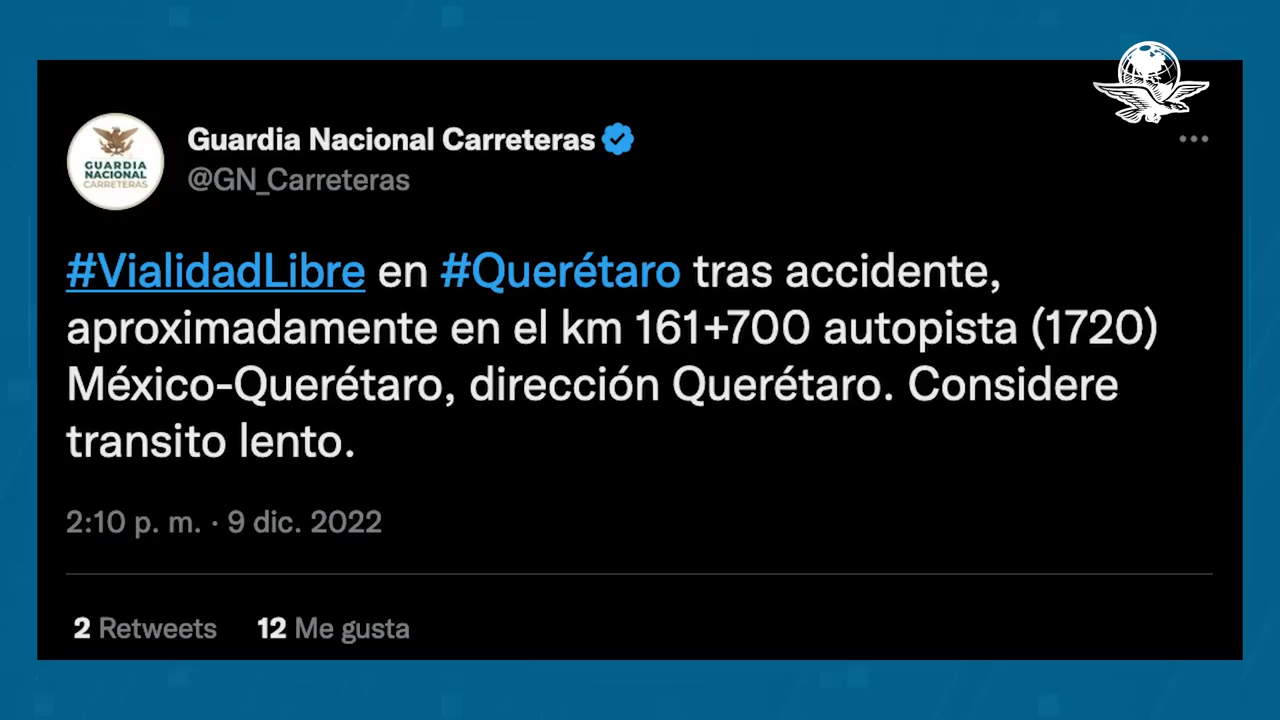 GUARDIA
NACIONAL
CARRETERAS
Guardia Nacional Carreteras
@GN_Carreteras
#VialidadLibre en #Querétaro tras accidente,
aproximadamente en el km 161+700 autopista (1720)
México-Querétaro, dirección Querétaro. Considere
transito lento.
2:10 p. m. · 9 dic. 2022
2 Retweets 12 Me gusta